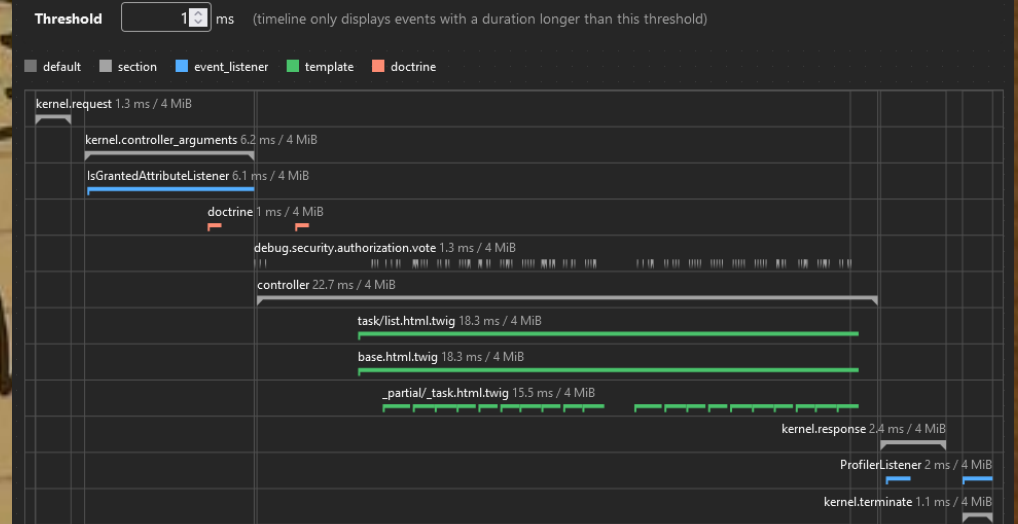 Threshold 1 ms (timeline only displays events with a duration longer than this threshold)
default section event_listener template doctrine
kernel.request 1.3 ms / 4 MiB
kernel.controller_arguments 6.2 ms / 4 MiB
IsGrantedAttributeListener 6.1 ms / 4 MiB
doctrine 1 ms / 4 MiB
debug.security.authorization.vote 1.3 ms / 4 MiB
controller 22.7 ms / 4 MiB
task/list.html.twig 18.3 ms / 4 MiB
base.html.twig 18.3 ms / 4 MiB
_partial/_task.html.twig 15.5 ms / 4 MiB
kernel.response 2.4 ms / 4 MiB
ProfilerListener 2 ms / 4 MiB
kernel.terminate 1.1 ms / 4 MiB